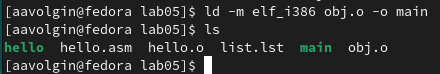 [aavolgin@fedora lab05]$ ld -m elf_i386 obj.o -o main
[aavolgin@fedora lab05]$ ls
hello  hello.asm  hello.o  list.lst  main  obj.o
[aavolgin@fedora lab05]$